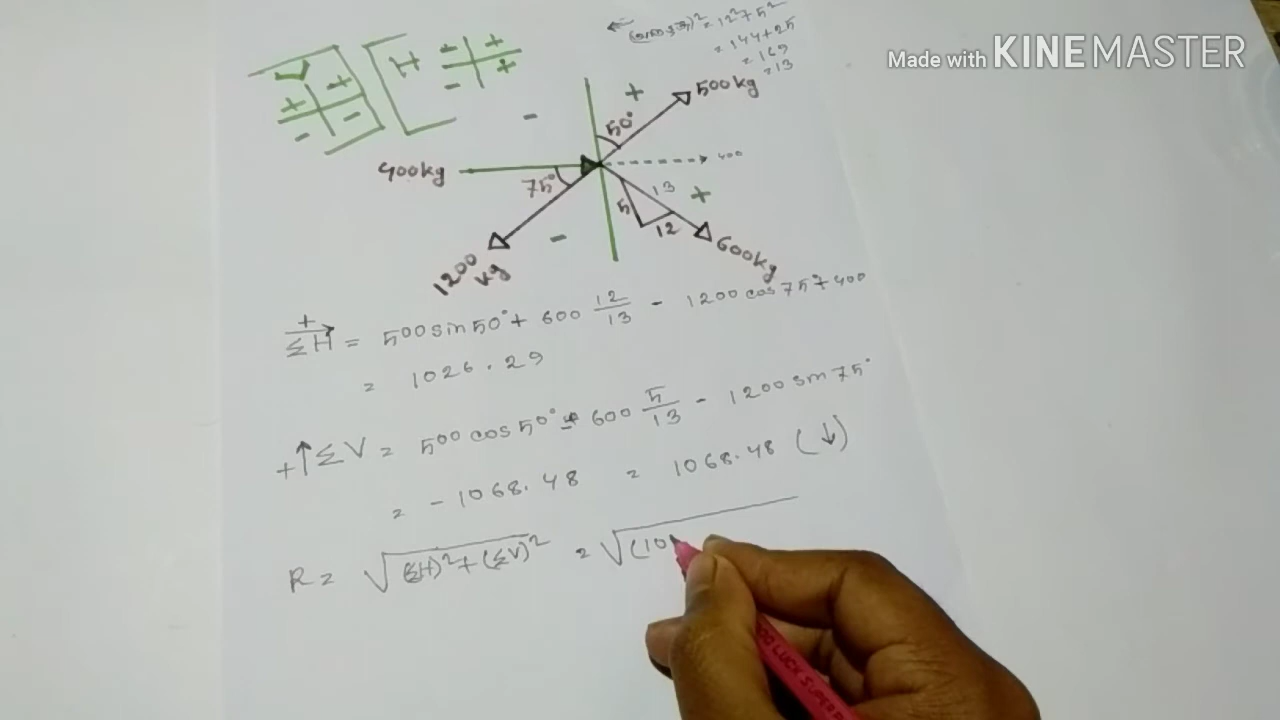 Made with KINEMASTER
)² = 12²+5²
= 144+25
= 169
= 13
V
+ +
- -
H
- +
- +
-
+
50°
500kg
400kg
400
75°
13
5
12
+
-
1200
kg
600kg
+
ΣH = 500 sin 50° + 600 12/13 - 1200 cos 75° + 400
= 1026.29
+↑ΣV = 500 cos 50° - 600 5/13 - 1200 sin 75°
= - 1068.48 = 1068.48 (↓)
R = √(ΣH)² + (ΣV)² = √(10